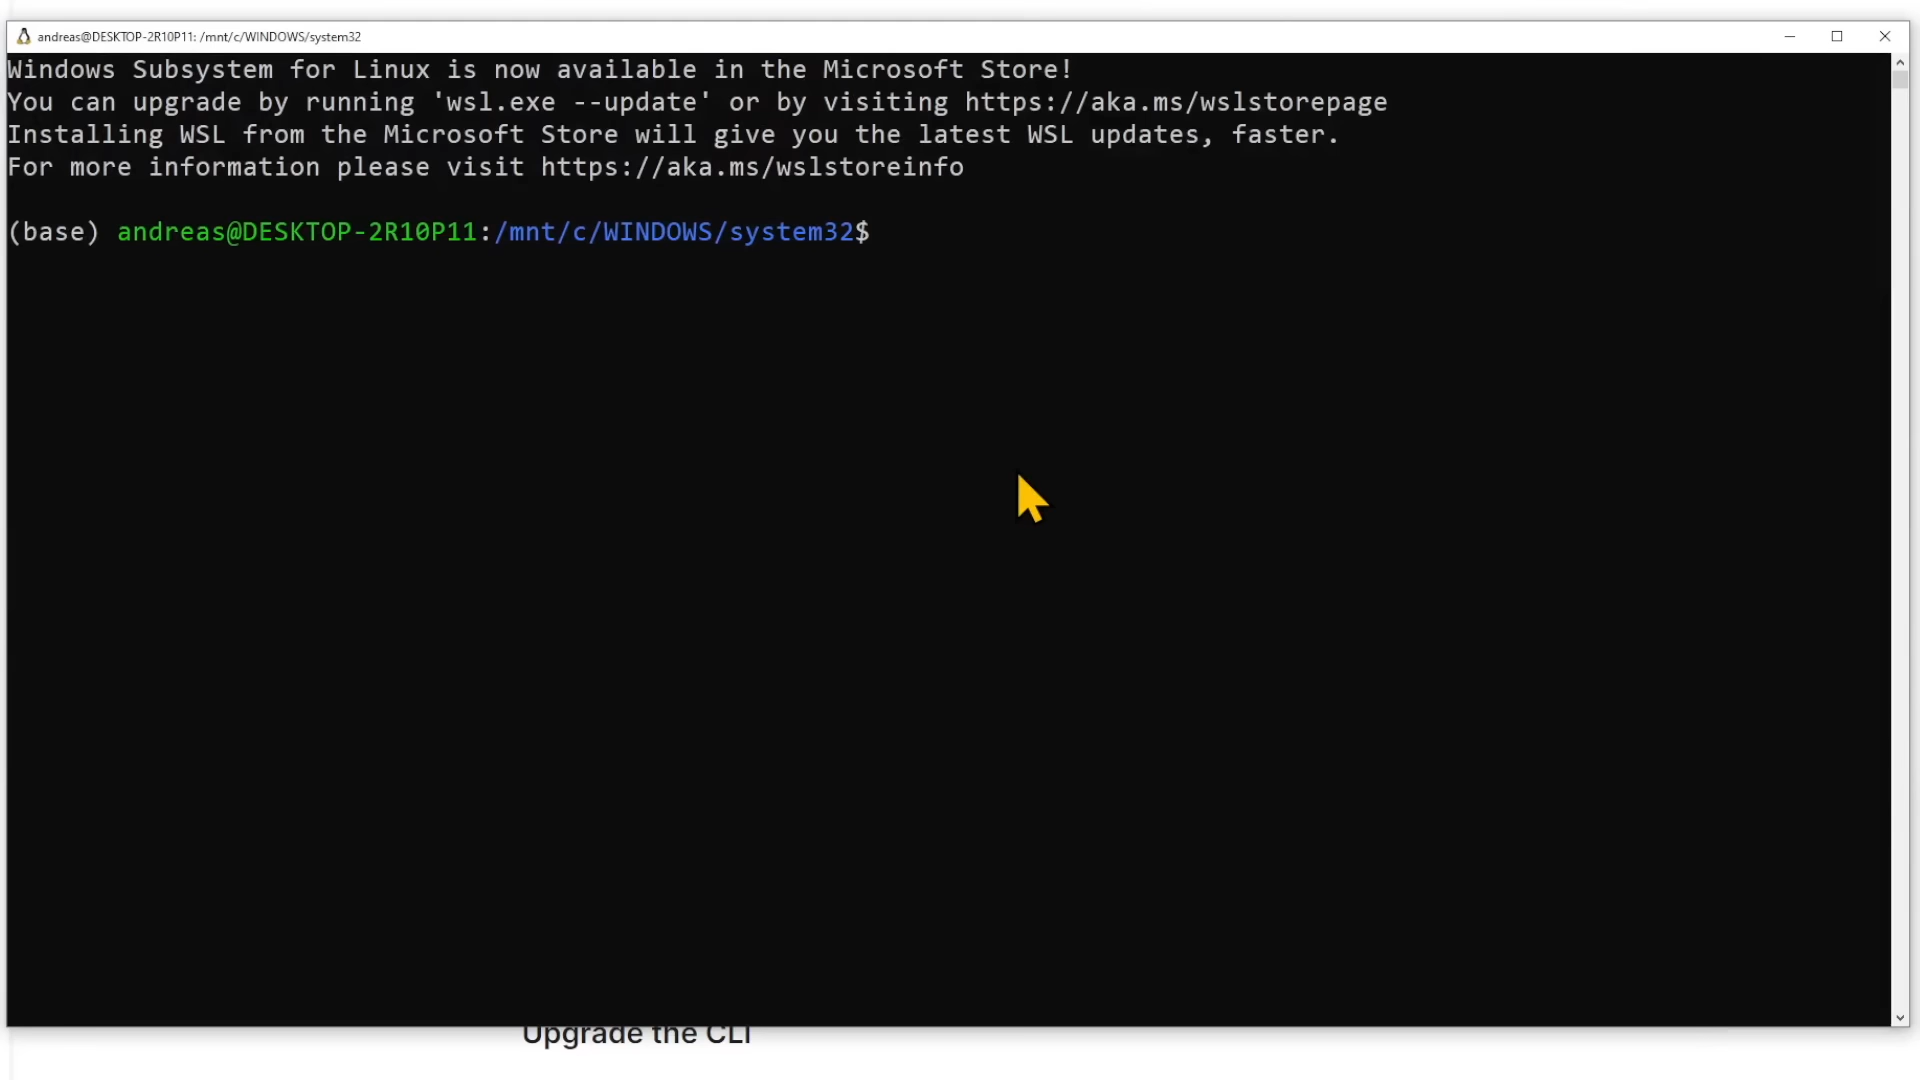 andreas@DESKTOP-2R10P11: /mnt/c/WINDOWS/system32
Windows Subsystem for Linux is now available in the Microsoft Store!
You can upgrade by running 'wsl.exe --update' or by visiting https://aka.ms/wslstorepage
Installing WSL from the Microsoft Store will give you the latest WSL updates, faster.
For more information please visit https://aka.ms/wslstoreinfo
(base) andreas@DESKTOP-2R10P11:/mnt/c/WINDOWS/system32$
Upgrade the CLI